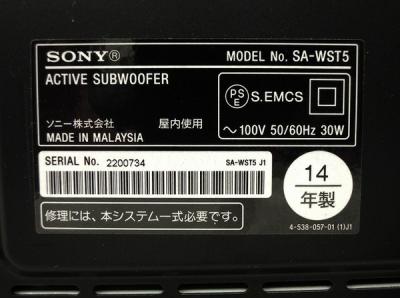 SONY® MODEL No. SA-WST5
ACTIVE SUBWOOFER
PS E S.EMCS
ソニー株式会社 屋内使用
MADE IN MALAYSIA
～100V 50/60Hz 30W
SERIAL No. 2200734 SA-WST5 J1
14
年製
修理には、本システム一式必要です。
4-538-057-01 (1)J1